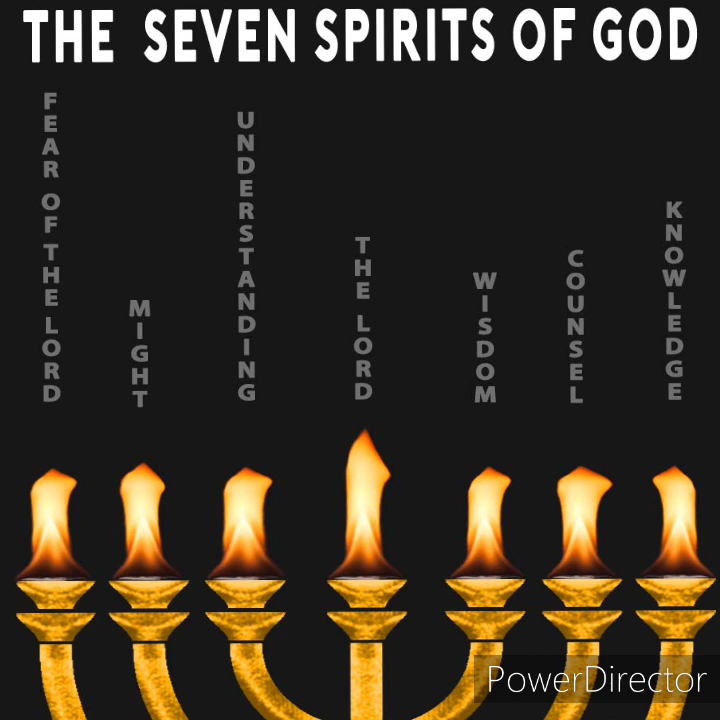 THE SEVEN SPIRITS OF GOD
FEAR OF THE LORD
MIGHT
UNDERSTANDING
THE LORD
WISDOM
COUNSEL
KNOWLEDGE
PowerDirector